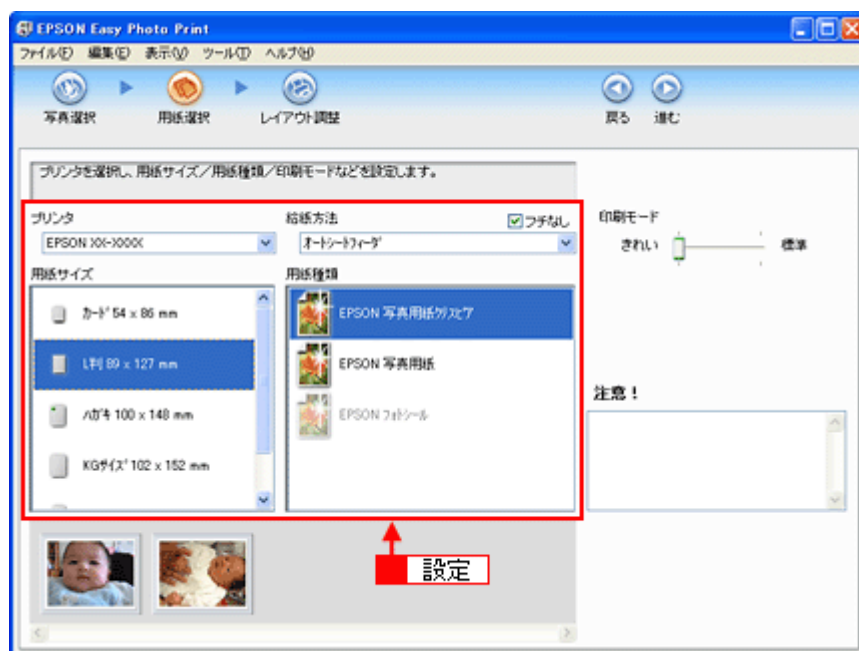 EPSON Easy Photo Print
ファイル(F) 編集(E) 表示(V) ツール(T) ヘルプ(H)
写真選択 用紙選択 レイアウト調整 戻る 進む
プリンタを選択し、用紙サイズ/用紙種類/印刷モードなどを設定します。
プリンタ 給紙方法 フチなし 印刷モード
EPSON XX-XXXX オートシートフィーダ きれい 標準
用紙サイズ 用紙種類
カード 54 x 86 mm
EPSON 写真用紙クリスピア
L判 89 x 127 mm
EPSON 写真用紙
注意!
ハガキ 100 x 148 mm
EPSON フォトシール
KGサイズ 102 x 152 mm
設定